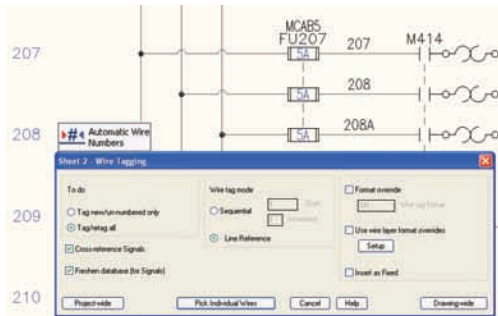 MCAB5
FU207
207
5A
207
M414
5A
208
208
5A
208A
Automatic Wire
Numbers
Sheet 2 - Wire Tagging
To do
Tag new/un-numbered only
Tag/retag all
Cross-reference Signals
Freshen database (for Signals)
Wire tag mode
Sequential
Start
Increment
Line Reference
Format override
Wire tag format
Use wire layer format overrides
Setup
Insert as Fixed
209
210
Project-wide
Pick Individual Wires
Cancel
Help
Drawing-wide